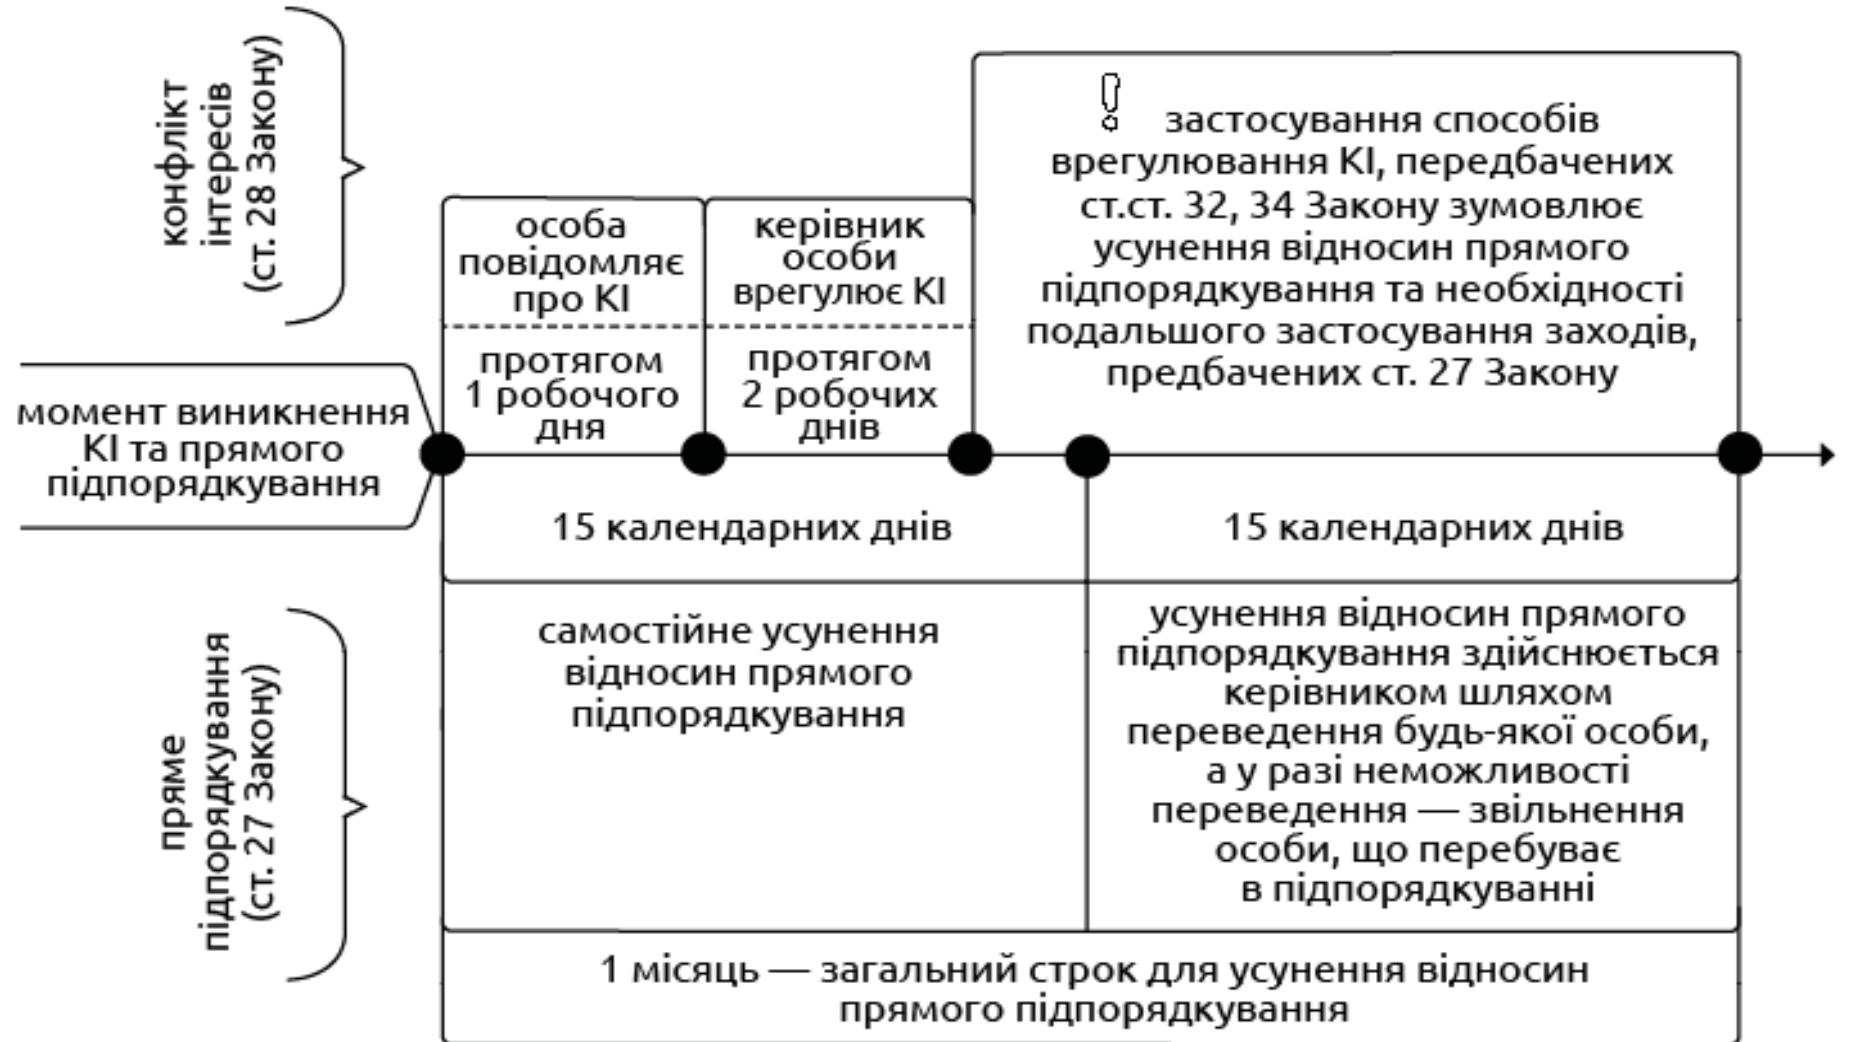 конфлікт
інтересів
(ст. 28 Закону)
застосування способів
врегулювання КІ, передбачених
ст.ст. 32, 34 Закону зумовлює
усунення відносин прямого
підпорядкування та необхідності
подальшого застосування заходів,
предбачених ст. 27 Закону
особа
повідомляє
про КІ
керівник
особи
врегулює КІ
протягом
1 робочого
дня
протягом
2 робочих
днів
момент виникнення
КІ та прямого
підпорядкування
15 календарних днів
15 календарних днів
пряме
підпорядкування
(ст. 27 Закону)
самостійне усунення
відносин прямого
підпорядкування
усунення відносин прямого
підпорядкування здійснюється
керівником шляхом
переведення будь-якої особи,
а у разі неможливості
переведення — звільнення
особи, що перебуває
в підпорядкуванні
1 місяць — загальний строк для усунення відносин
прямого підпорядкування